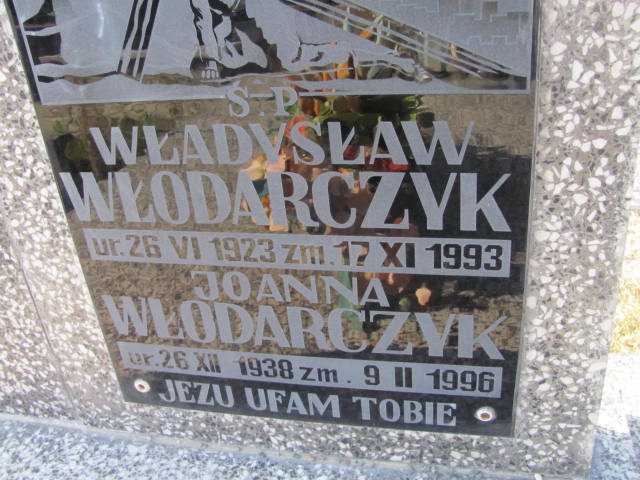 Ś.P.
WŁADYSŁAW
WŁODARCZYK
ur. 26 VI 1923 zm. 17 XI 1993
JOANNA
WŁODARCZYK
ur. 26 XII 1938 zm. 9 II 1996
JEZU UFAM TOBIE